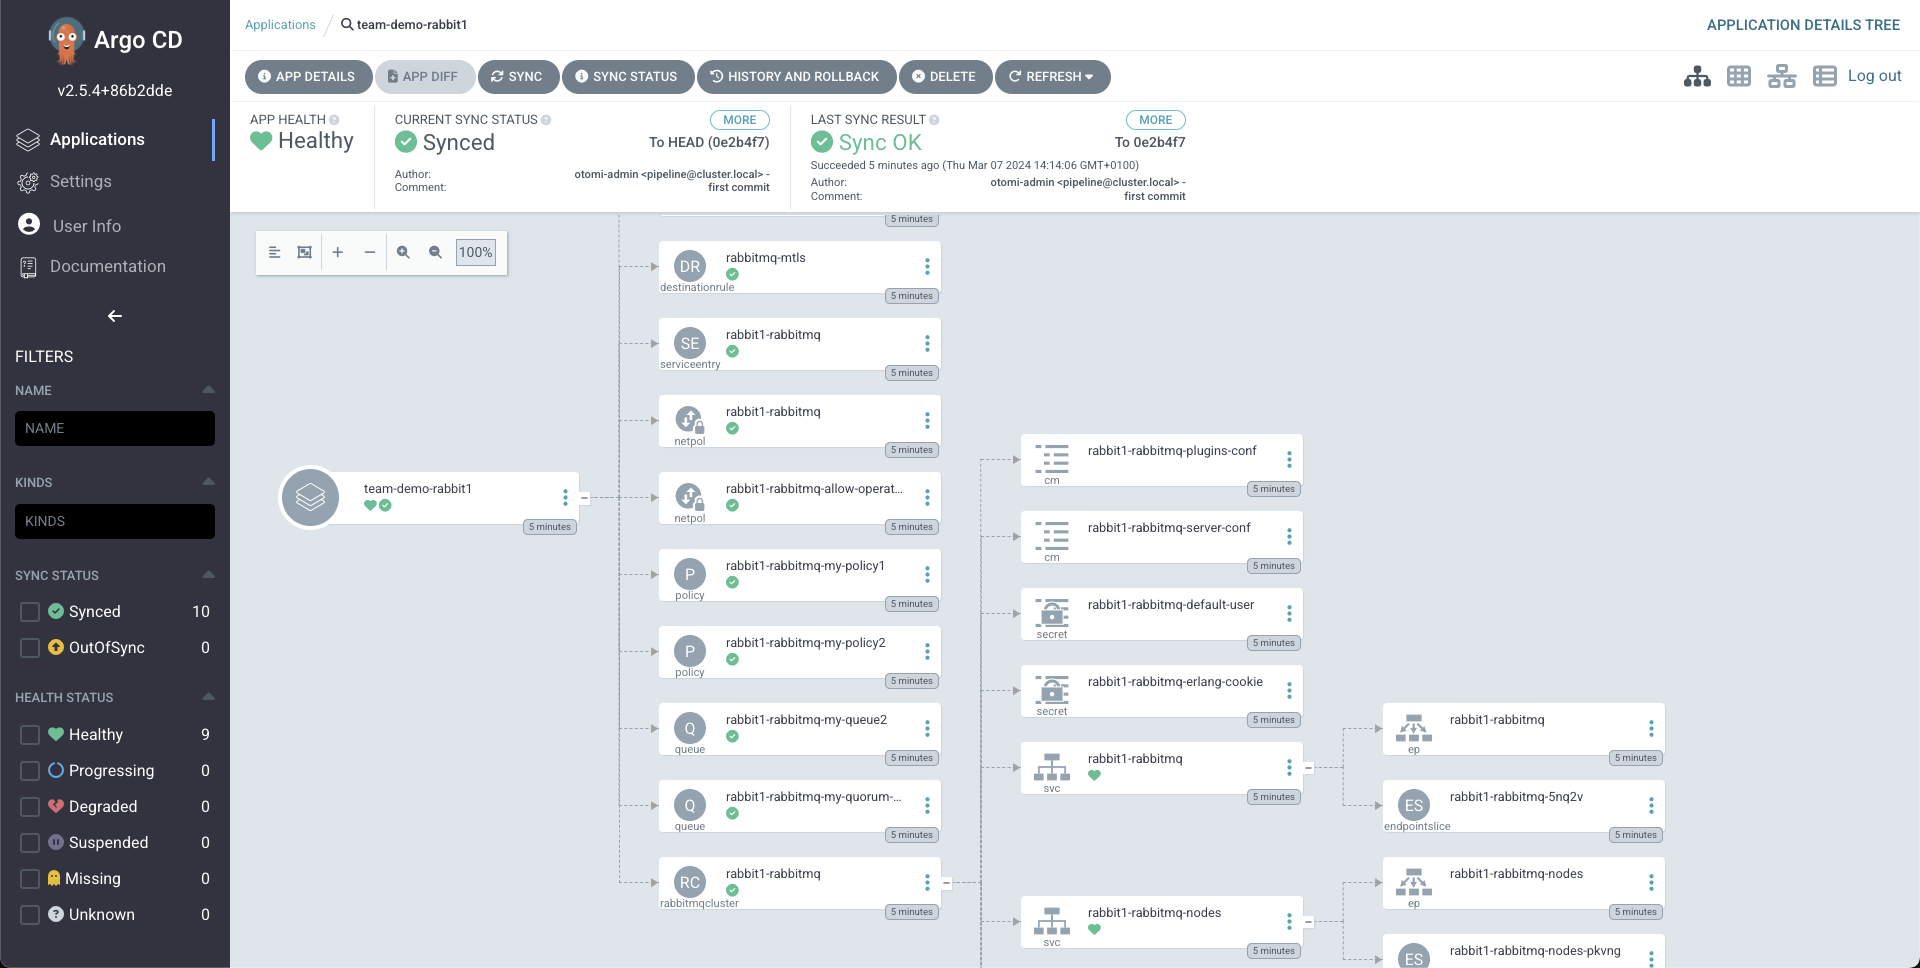 Argo CD
v2.5.4+86b2dde
Applications
Settings
User Info
Documentation
FILTERS
NAME
NAME
KINDS
KINDS
SYNC STATUS
Synced 10
OutOfSync 0
HEALTH STATUS
Healthy 9
Progressing 0
Degraded 0
Suspended 0
Missing 0
Unknown 0
Applications
team-demo-rabbit1
APPLICATION DETAILS TREE
APP DETAILS
APP DIFF
SYNC
SYNC STATUS
HISTORY AND ROLLBACK
DELETE
REFRESH
Log out
APP HEALTH
Healthy
CURRENT SYNC STATUS
MORE
Synced
To HEAD (0e2b4f7)
Author: otomi-admin <pipeline@cluster.local> -
Comment: first commit
LAST SYNC RESULT
MORE
Sync OK
To 0e2b4f7
Succeeded 5 minutes ago (Thu Mar 07 2024 14:14:06 GMT+0100)
Author: otomi-admin <pipeline@cluster.local> -
Comment: first commit
100%
team-demo-rabbit1
5 minutes
5 minutes
DR
rabbitmq-mtls
destinationrule
5 minutes
SE
rabbit1-rabbitmq
serviceentry
5 minutes
rabbit1-rabbitmq
netpol
5 minutes
rabbit1-rabbitmq-allow-operat...
netpol
5 minutes
P
rabbit1-rabbitmq-my-policy1
policy
5 minutes
P
rabbit1-rabbitmq-my-policy2
policy
5 minutes
Q
rabbit1-rabbitmq-my-queue2
queue
5 minutes
Q
rabbit1-rabbitmq-my-quorum-...
queue
5 minutes
RC
rabbit1-rabbitmq
rabbitmqcluster
5 minutes
rabbit1-rabbitmq-plugins-conf
cm
5 minutes
rabbit1-rabbitmq-server-conf
cm
5 minutes
rabbit1-rabbitmq-default-user
secret
5 minutes
rabbit1-rabbitmq-erlang-cookie
secret
5 minutes
rabbit1-rabbitmq
svc
5 minutes
rabbit1-rabbitmq-nodes
svc
5 minutes
rabbit1-rabbitmq
ep
5 minutes
ES
rabbit1-rabbitmq-5nq2v
endpointslice
5 minutes
rabbit1-rabbitmq-nodes
ep
5 minutes
ES
rabbit1-rabbitmq-nodes-pkvng